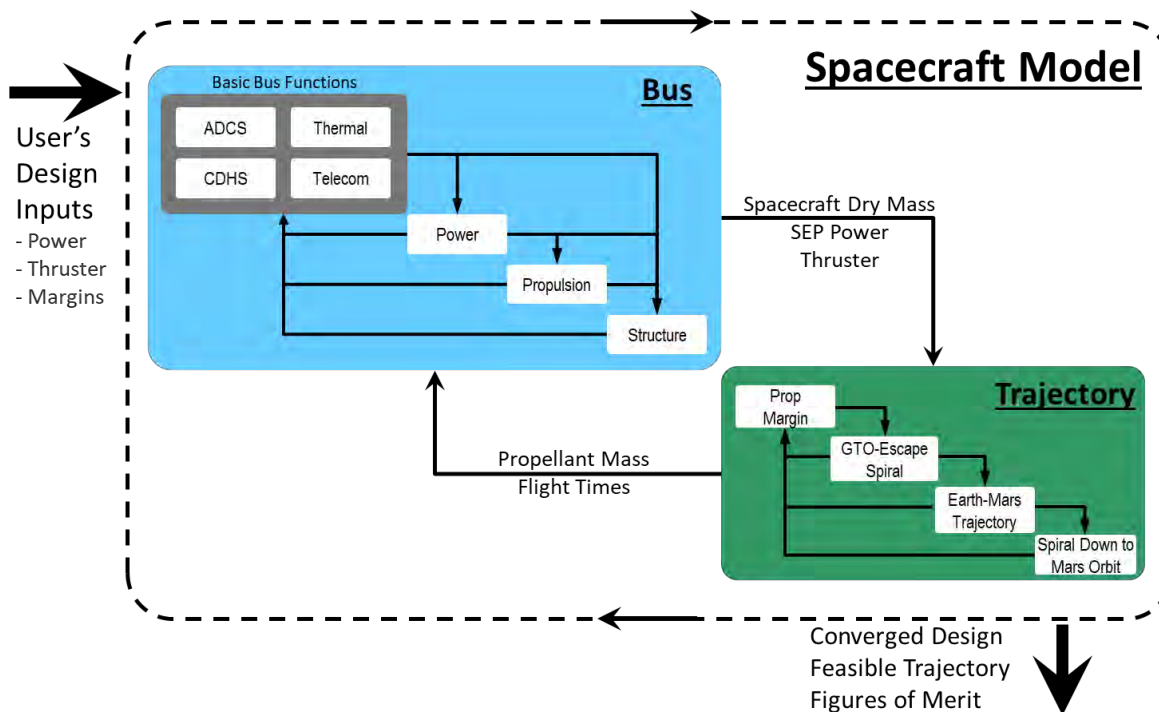 Spacecraft Model
User's
Design
Inputs
- Power
- Thruster
- Margins
Basic Bus Functions
Bus
ADCS
Thermal
CDHS
Telecom
Power
Propulsion
Structure
Spacecraft Dry Mass
SEP Power
Thruster
Trajectory
Prop
Margin
GTO-Escape
Spiral
Earth-Mars
Trajectory
Spiral Down to
Mars Orbit
Propellant Mass
Flight Times
Converged Design
Feasible Trajectory
Figures of Merit